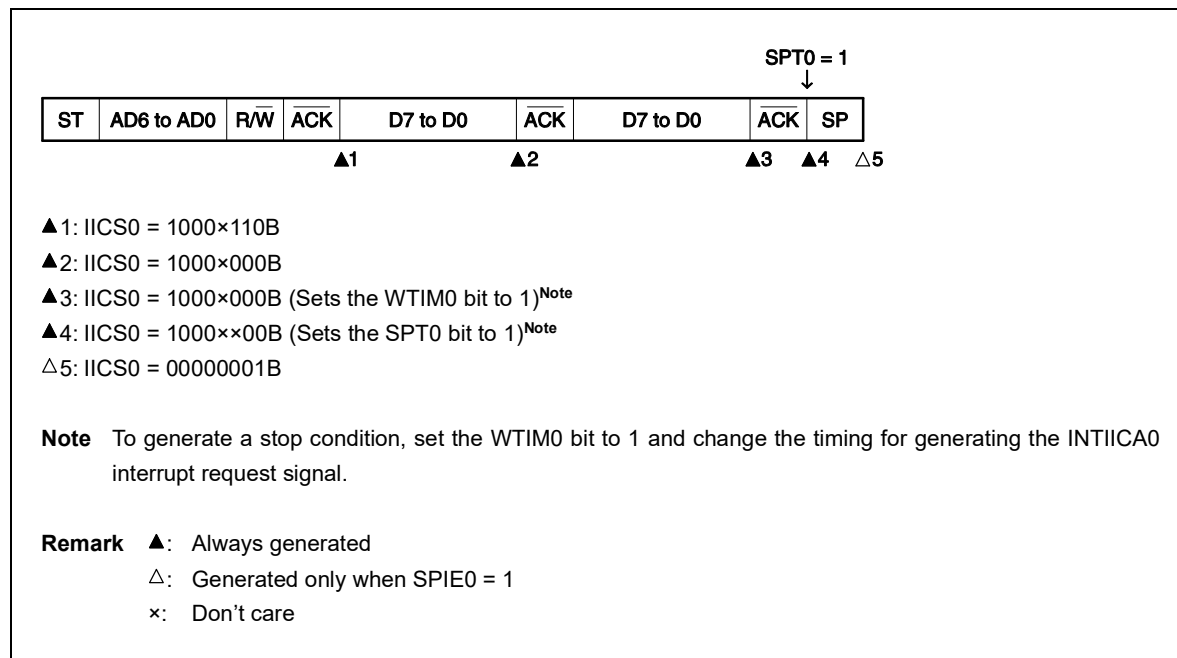 SPT0 = 1
↓
ST AD6 to AD0 R/W̅ A̅C̅K̅ D7 to D0 A̅C̅K̅ D7 to D0 A̅C̅K̅ SP
▲1 ▲2 ▲3 ▲4 △5
▲1: IICS0 = 1000×110B
▲2: IICS0 = 1000×000B
▲3: IICS0 = 1000×000B (Sets the WTIM0 bit to 1)Note
▲4: IICS0 = 1000××00B (Sets the SPT0 bit to 1)Note
△5: IICS0 = 00000001B
Note To generate a stop condition, set the WTIM0 bit to 1 and change the timing for generating the INTIICA0
interrupt request signal.
Remark ▲: Always generated
△: Generated only when SPIE0 = 1
×: Don't care